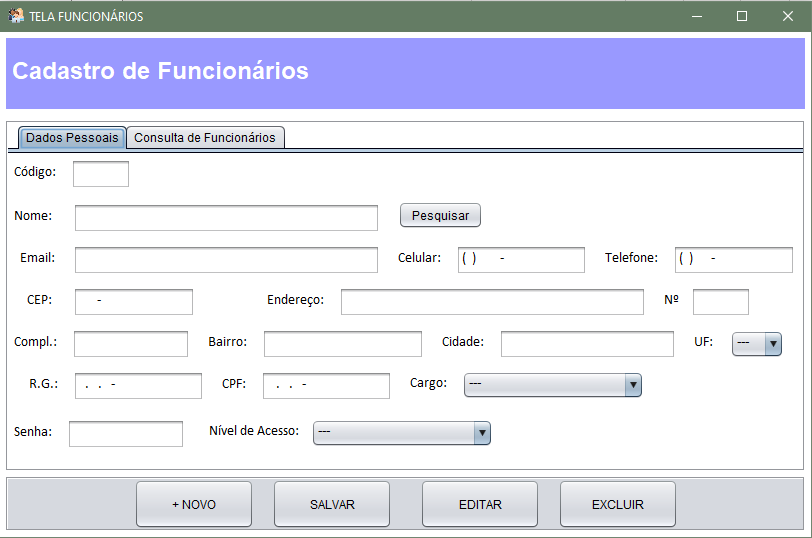 TELA FUNCIONÁRIOS
Cadastro de Funcionários
Dados Pessoais Consulta de Funcionários
Código:
Nome: Pesquisar
Email: Celular: ( ) - Telefone: ( ) -
CEP: - Endereço: Nº
Compl.: Bairro: Cidade: UF: ---
R.G.: . . - CPF: . . - Cargo: ---
Senha: Nível de Acesso: ---
+ NOVO SALVAR EDITAR EXCLUIR